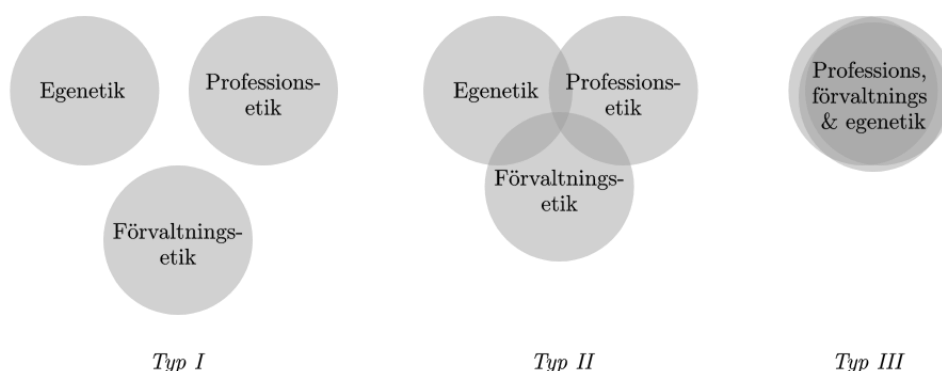 Egenetik
Professions-
etik
Förvaltnings-
etik
Typ I
Egenetik
Professions-
etik
Förvaltnings-
etik
Typ II
Professions,
förvaltnings
& egenetik
Typ III